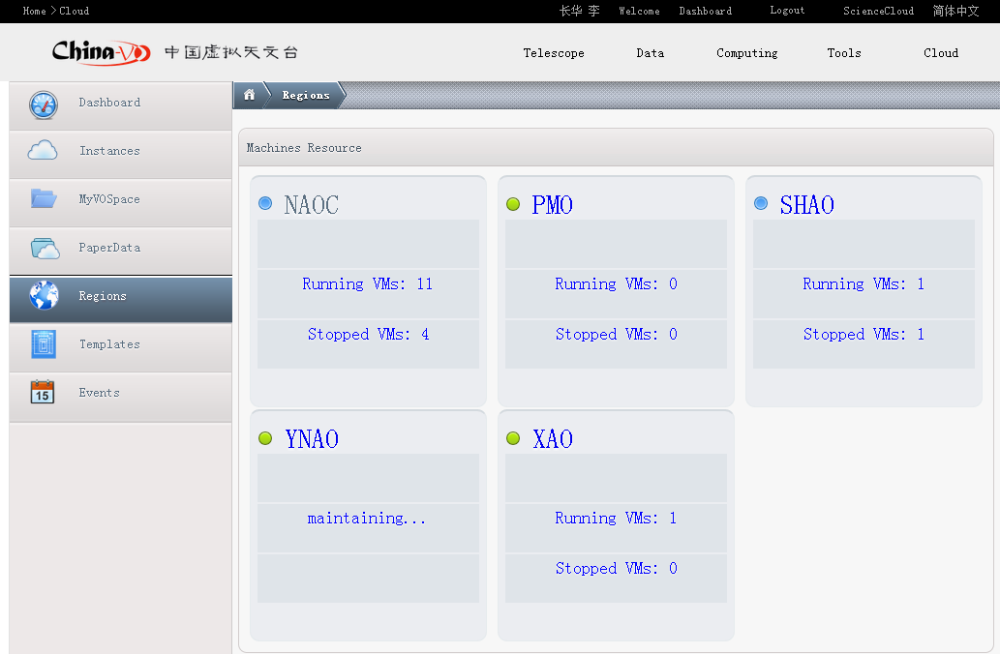 Home > Cloud 长华 李 Welcome Dashboard Logout ScienceCloud 简体中文
China-VO 中国虚拟天文台 Telescope Data Computing Tools Cloud
Dashboard
Instances
MyVOSpace
PaperData
Regions
Templates
15 Events
Regions
Machines Resource
NAOC
Running VMs: 11
Stopped VMs: 4
PMO
Running VMs: 0
Stopped VMs: 0
SHAO
Running VMs: 1
Stopped VMs: 1
YNAO
maintaining...
XAO
Running VMs: 1
Stopped VMs: 0